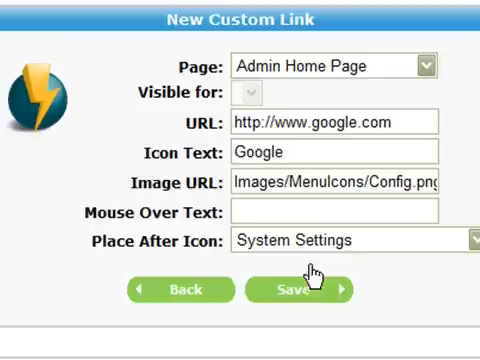 New Custom Link
Page: Admin Home Page
Visible for:
URL: http://www.google.com
Icon Text: Google
Image URL: Images/MenuIcons/Config.png
Mouse Over Text:
Place After Icon: System Settings
Back Save